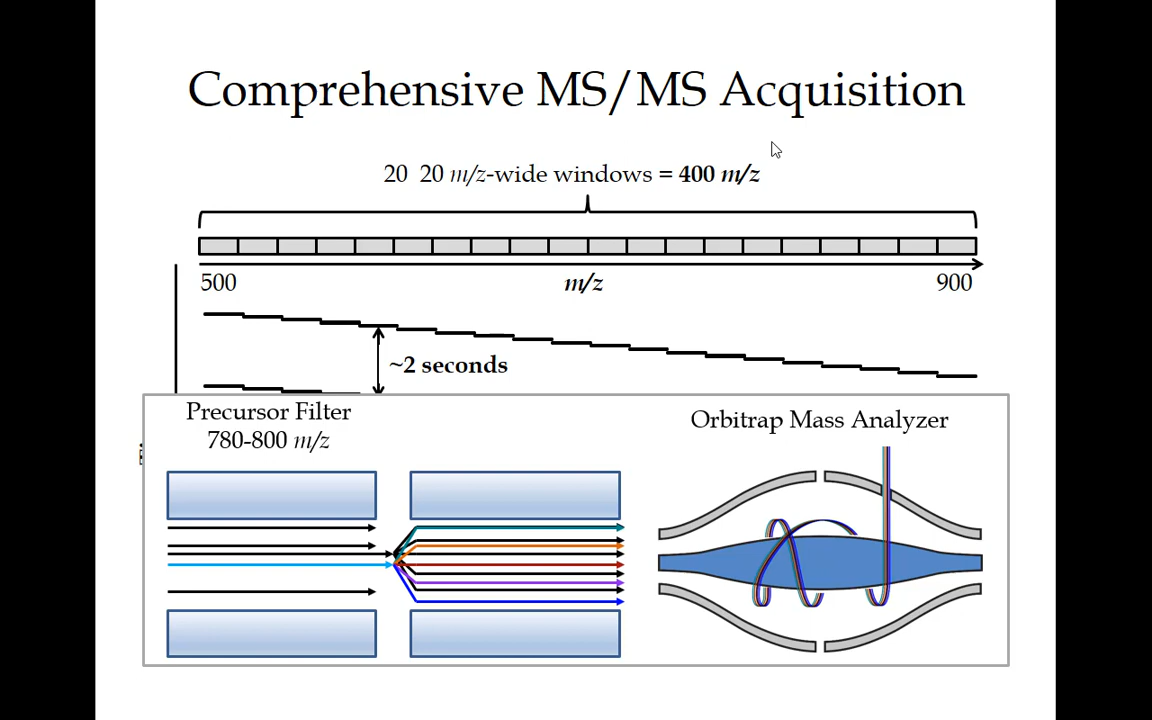 Comprehensive MS/MS Acquisition
20 20 m/z-wide windows = 400 m/z
500 m/z 900
~2 seconds
Precursor Filter
780-800 m/z
Orbitrap Mass Analyzer